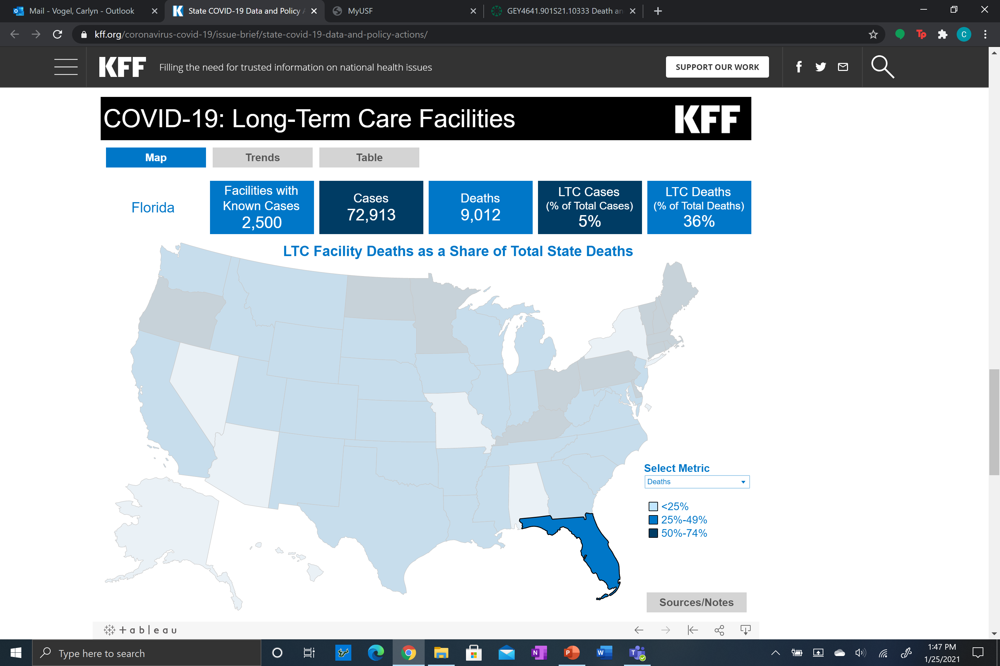 Mail - Vogel, Carlyn - Outlook
State COVID-19 Data and Policy
MyUSF
GEY4641.901S21.10333 Death an
kff.org/coronavirus-covid-19/issue-brief/state-covid-19-data-and-policy-actions/
Tp
C
KFF
Filling the need for trusted information on national health issues
SUPPORT OUR WORK
COVID-19: Long-Term Care Facilities
KFF
Map
Trends
Table
Florida
Facilities with
Known Cases
2,500
Cases
72,913
Deaths
9,012
LTC Cases
(% of Total Cases)
5%
LTC Deaths
(% of Total Deaths)
36%
LTC Facility Deaths as a Share of Total State Deaths
Select Metric
Deaths
<25%
25%-49%
50%-74%
Sources/Notes
+ableau
Type here to search
1:47 PM
1/25/2021